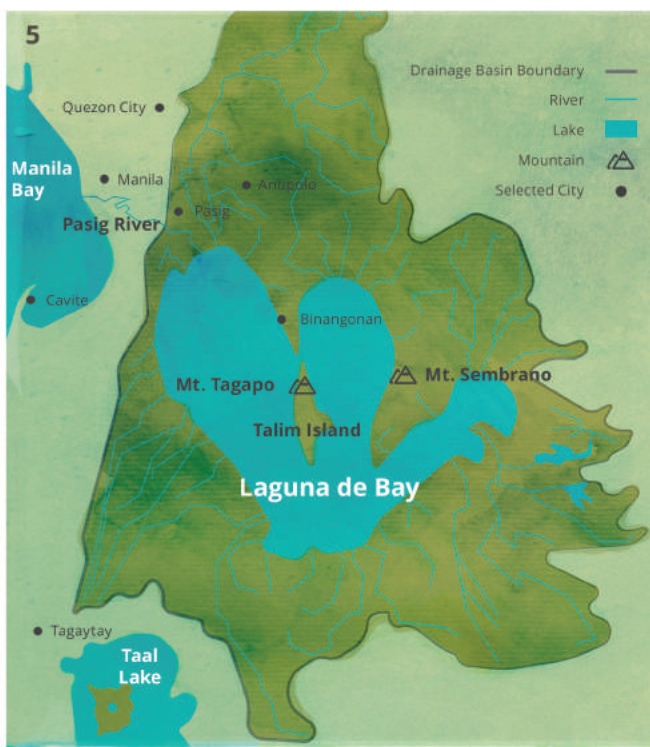 5
Drainage Basin Boundary
River
Lake
Mountain
Selected City
Quezon City
Manila
Bay
Manila
Antipolo
Pasig
Pasig River
Cavite
Binangonan
Mt. Tagapo
Mt. Sembrano
Talim Island
Laguna de Bay
Tagaytay
Taal
Lake